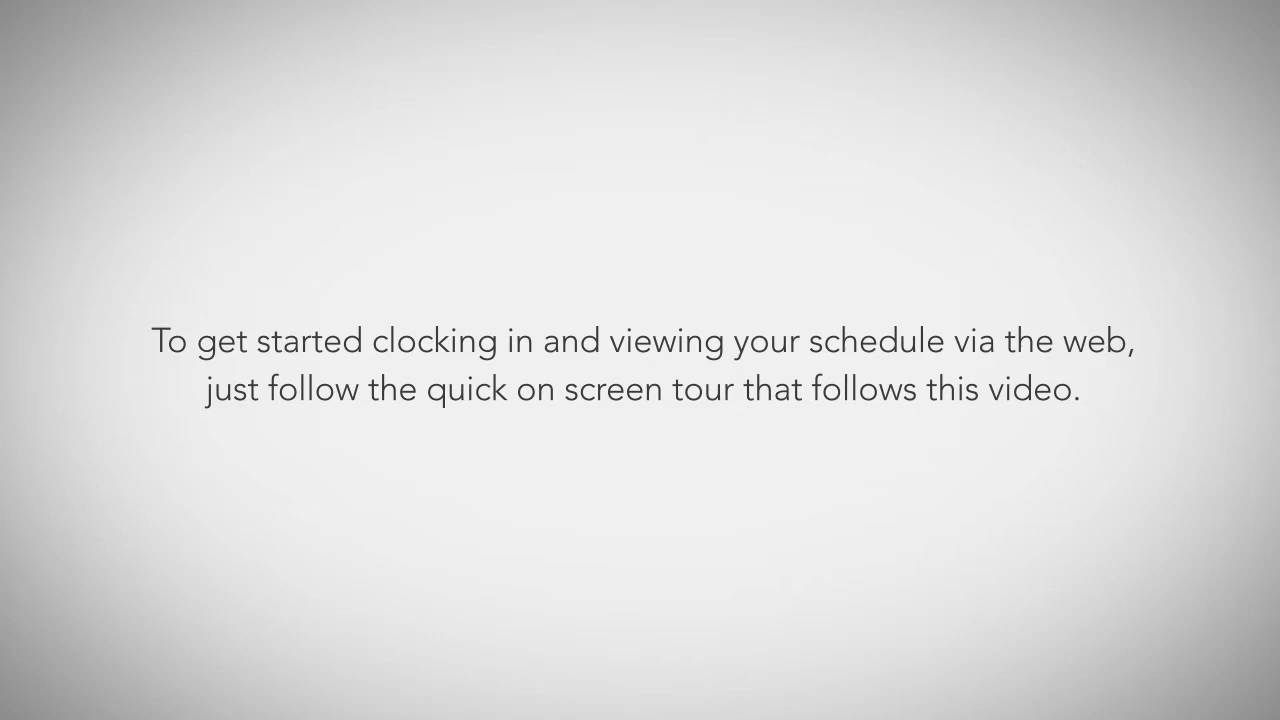 To get started clocking in and viewing your schedule via the web,
just follow the quick on screen tour that follows this video.